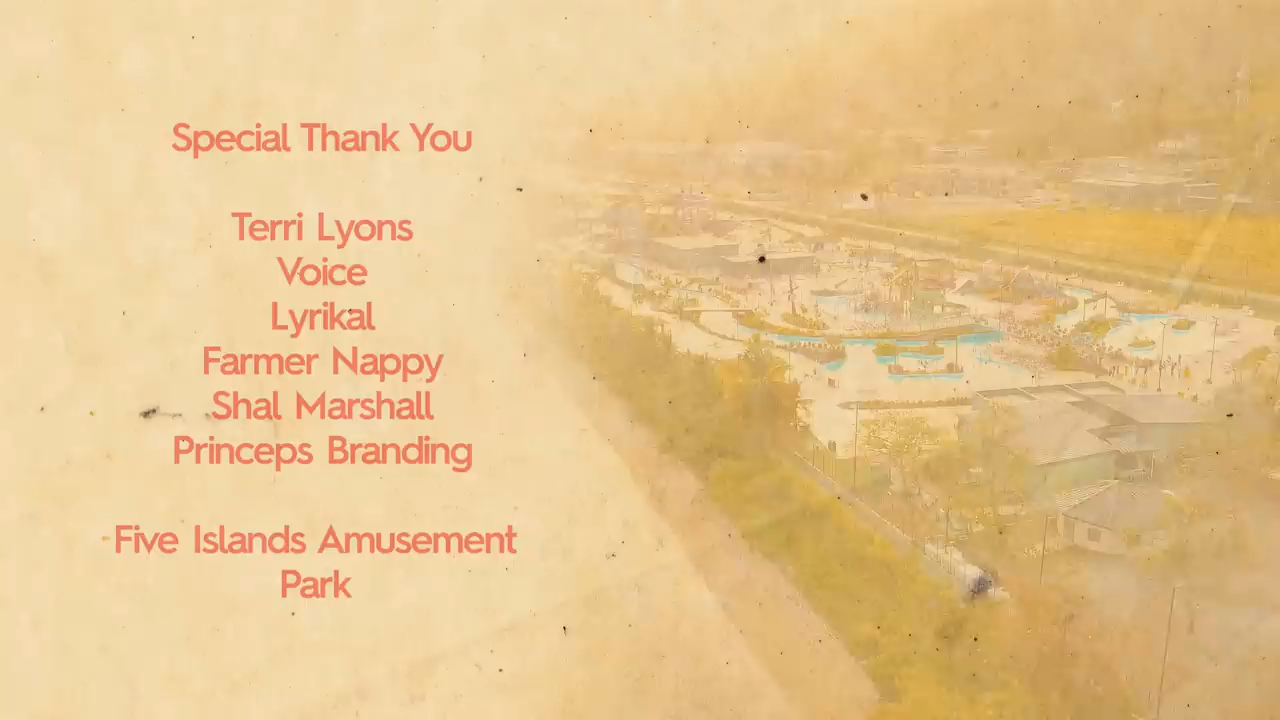 Special Thank You
Terri Lyons
Voice
Lyrikal
Farmer Nappy
Shal Marshall
Princeps Branding
Five Islands Amusement
Park